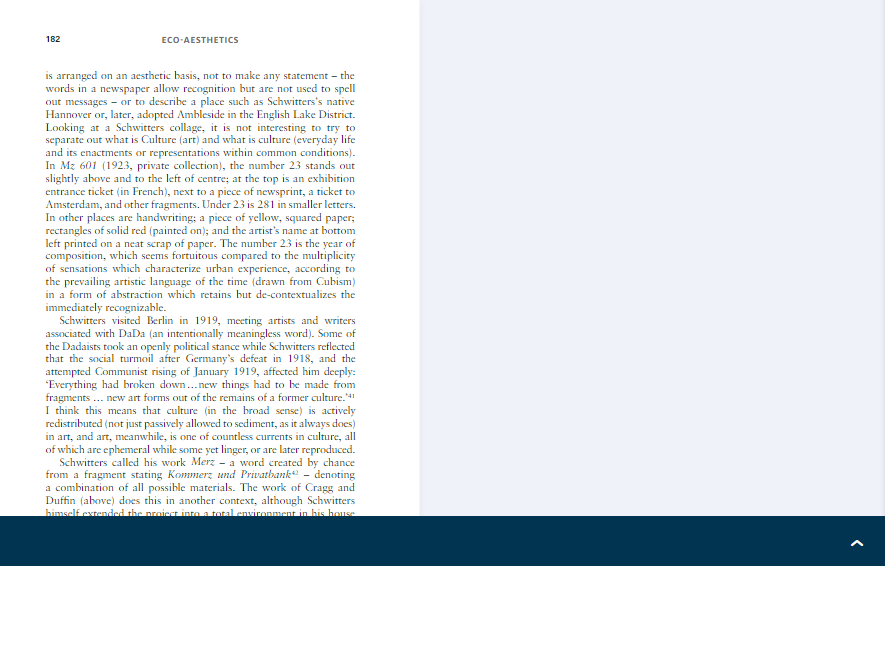 182
ECO-AESTHETICS
is arranged on an aesthetic basis, not to make any statement – the
words in a newspaper allow recognition but are not used to spell
out messages – or to describe a place such as Schwitters's native
Hannover or, later, adopted Ambleside in the English Lake District.
Looking at a Schwitters collage, it is not interesting to try to
separate out what is Culture (art) and what is culture (everyday life
and its enactments or representations within common conditions).
In Mz 601 (1923, private collection), the number 23 stands out
slightly above and to the left of centre; at the top is an exhibition
entrance ticket (in French), next to a piece of newsprint, a ticket to
Amsterdam, and other fragments. Under 23 is 281 in smaller letters.
In other places are handwriting; a piece of yellow, squared paper;
rectangles of solid red (painted on); and the artist's name at bottom
left printed on a neat scrap of paper. The number 23 is the year of
composition, which seems fortuitous compared to the multiplicity
of sensations which characterize urban experience, according to
the prevailing artistic language of the time (drawn from Cubism)
in a form of abstraction which retains but de-contextualizes the
immediately recognizable.
Schwitters visited Berlin in 1919, meeting artists and writers
associated with DaDa (an intentionally meaningless word). Some of
the Dadaists took an openly political stance while Schwitters reflected
that the social turmoil after Germany's defeat in 1918, and the
attempted Communist rising of January 1919, affected him deeply:
'Everything had broken down ... new things had to be made from
fragments ... new art forms out of the remains of a former culture.'41
I think this means that culture (in the broad sense) is actively
redistributed (not just passively allowed to sediment, as it always does)
in art, and art, meanwhile, is one of countless currents in culture, all
of which are ephemeral while some yet linger, or are later reproduced.
Schwitters called his work Merz – a word created by chance
from a fragment stating Kommerz und Privatbank42 – denoting
a combination of all possible materials. The work of Cragg and
Duffin (above) does this in another context, although Schwitters
himself extended the project into a total environment in his house